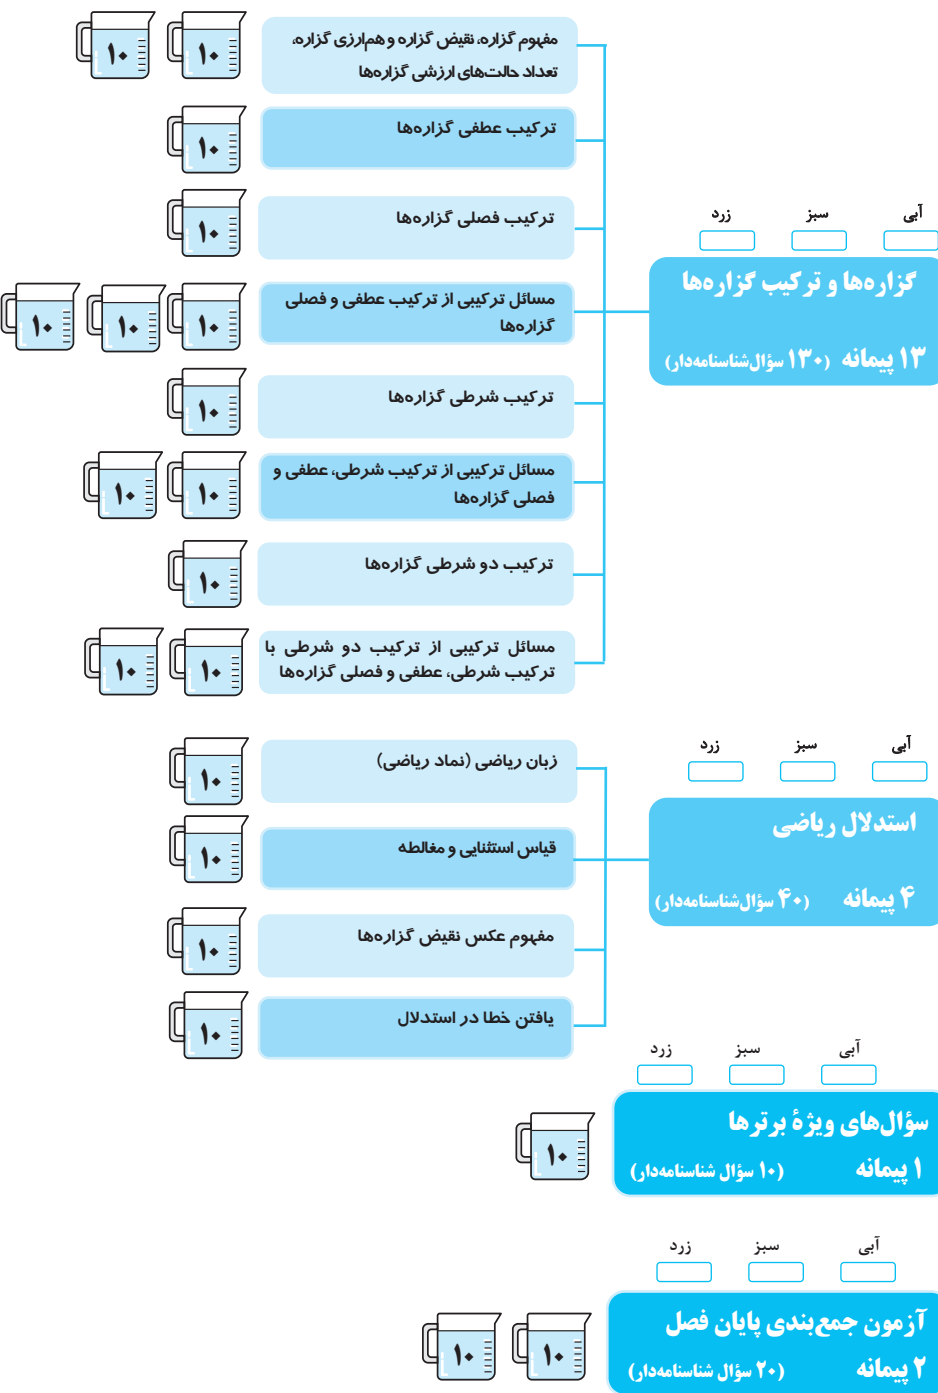 آبی سبز زرد
گزاره‌ها و ترکیب گزاره‌ها
۱۳ پیمانه (۱۳۰ سؤال‌شناسنامه‌دار)
مفهوم گزاره، نقیض گزاره و هم‌ارزی گزاره،
تعداد حالت‌های ارزشی گزاره‌ها
۱۰ ۱۰
ترکیب عطفی گزاره‌ها
۱۰
ترکیب فصلی گزاره‌ها
۱۰
مسائل ترکیبی از ترکیب عطفی و فصلی
گزاره‌ها
۱۰ ۱۰ ۱۰
ترکیب شرطی گزاره‌ها
۱۰
مسائل ترکیبی از ترکیب شرطی، عطفی و
فصلی گزاره‌ها
۱۰ ۱۰
ترکیب دو شرطی گزاره‌ها
۱۰
مسائل ترکیبی از ترکیب دو شرطی با
ترکیب شرطی، عطفی و فصلی گزاره‌ها
۱۰ ۱۰
آبی سبز زرد
استدلال ریاضی
۴ پیمانه (۴۰ سؤال‌شناسنامه‌دار)
زبان ریاضی (نماد ریاضی)
۱۰
قیاس استثنایی و مغالطه
۱۰
مفهوم عکس نقیض گزاره‌ها
۱۰
یافتن خطا در استدلال
۱۰
آبی سبز زرد
سؤال‌های ویژهٔ برترها
۱ پیمانه (۱۰ سؤال شناسنامه‌دار)
۱۰
آبی سبز زرد
آزمون جمع‌بندی پایان فصل
۲ پیمانه (۲۰ سؤال شناسنامه‌دار)
۱۰ ۱۰